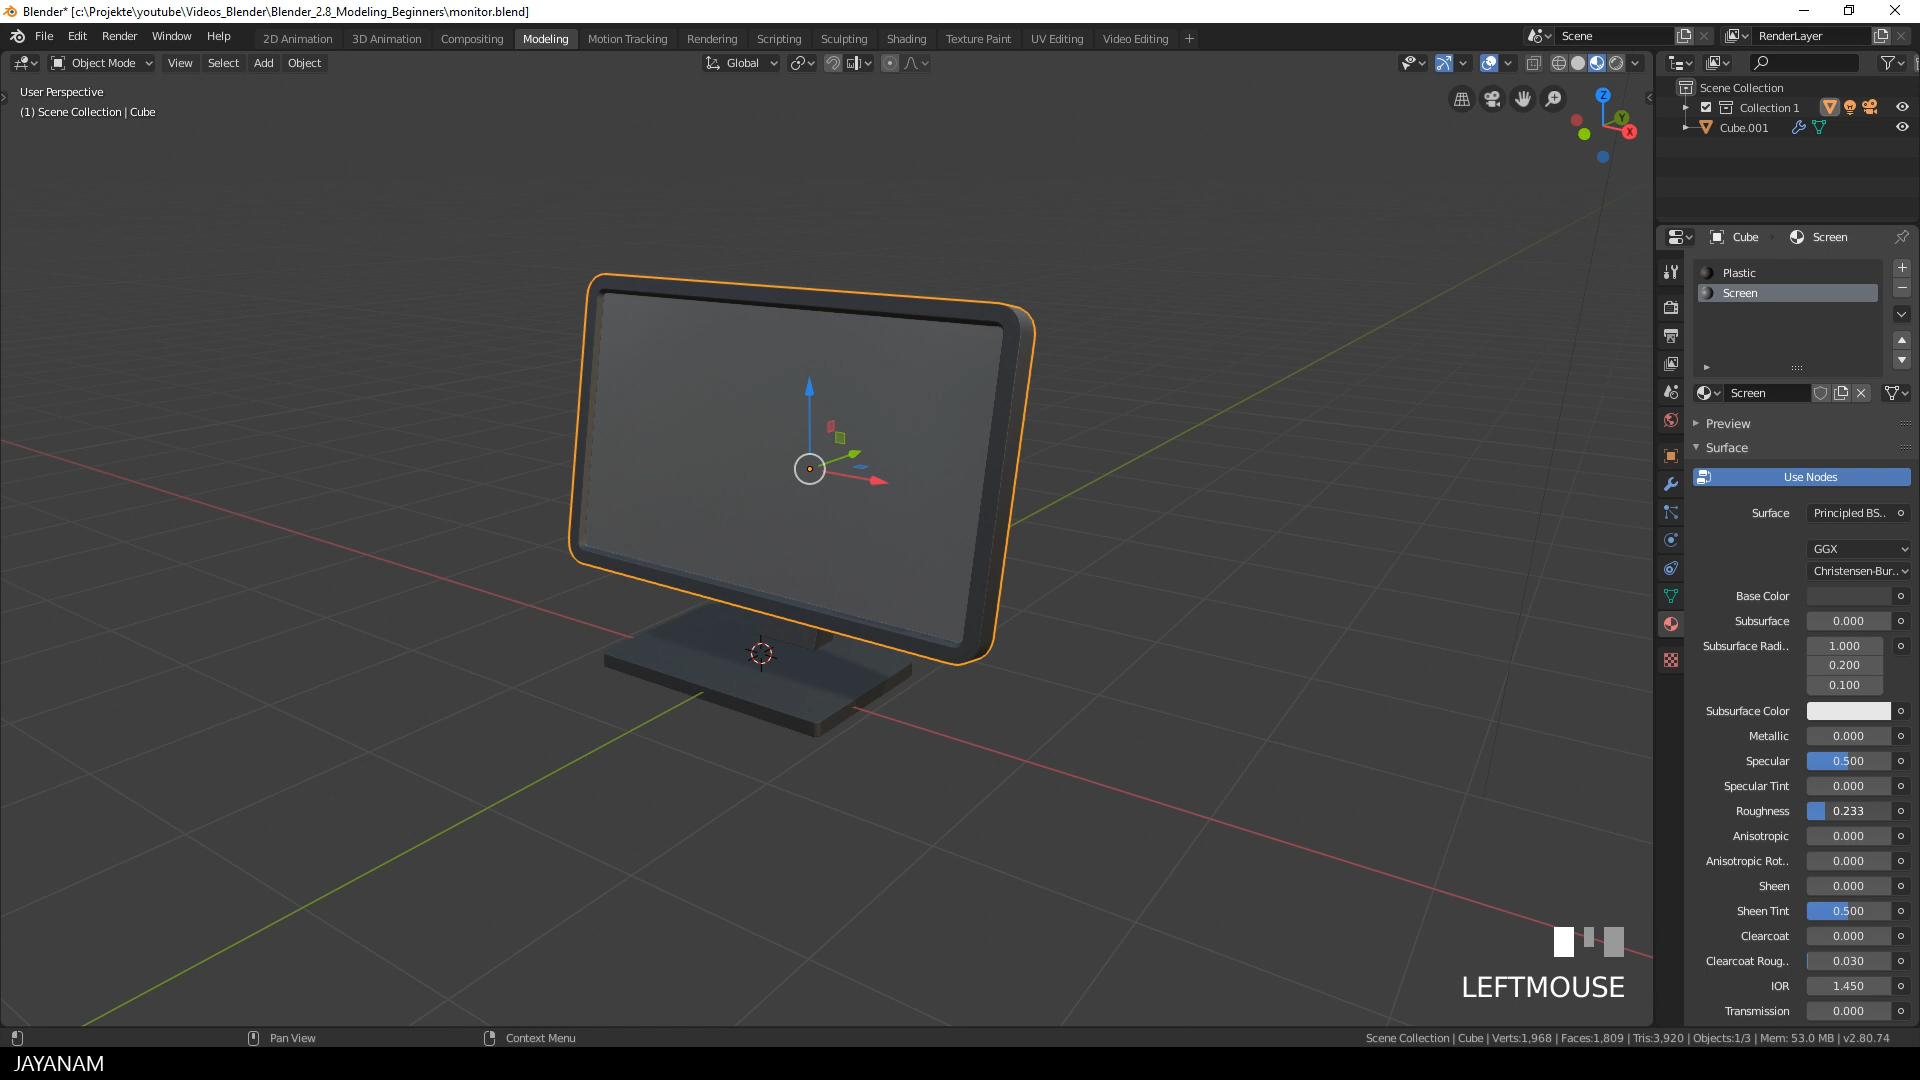 Blender* [c:\Projekte\youtube\Videos_Blender\Blender_2.8_Modeling_Beginners\monitor.blend]
File Edit Render Window Help
2D Animation 3D Animation Compositing Modeling Motion Tracking Rendering Scripting Sculpting Shading Texture Paint UV Editing Video Editing +
Scene
RenderLayer
Object Mode View Select Add Object
Global
User Perspective
(1) Scene Collection | Cube
Z
Y
X
Scene Collection
Collection 1
Cube.001
Cube Screen
Plastic
Screen
Screen
Preview
Surface
Use Nodes
Surface Principled BS..
GGX
Christensen-Bur..
Base Color
Subsurface 0.000
Subsurface Radi.. 1.000
0.200
0.100
Subsurface Color
Metallic 0.000
Specular 0.500
Specular Tint 0.000
Roughness 0.233
Anisotropic 0.000
Anisotropic Rot.. 0.000
Sheen 0.000
Sheen Tint 0.500
Clearcoat 0.000
Clearcoat Roug.. 0.030
IOR 1.450
Transmission 0.000
LEFTMOUSE
Pan View
Context Menu
Scene Collection | Cube | Verts:1,968 | Faces:1,809 | Tris:3,920 | Objects:1/3 | Mem: 53.0 MB | v2.80.74
JAYANAM